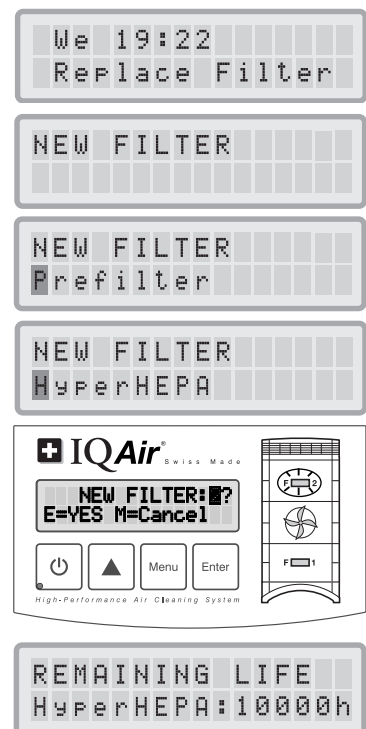 We 19:22
Replace Filter
NEW FILTER
NEW FILTER
Prefilter
NEW FILTER
HyperHEPA
IQAir®
Swiss Made
NEW FILTER: ?
E=YES M=Cancel
F 2
Menu
Enter
F 1
High-Performance Air Cleaning System
REMAINING LIFE
HyperHEPA:10000h